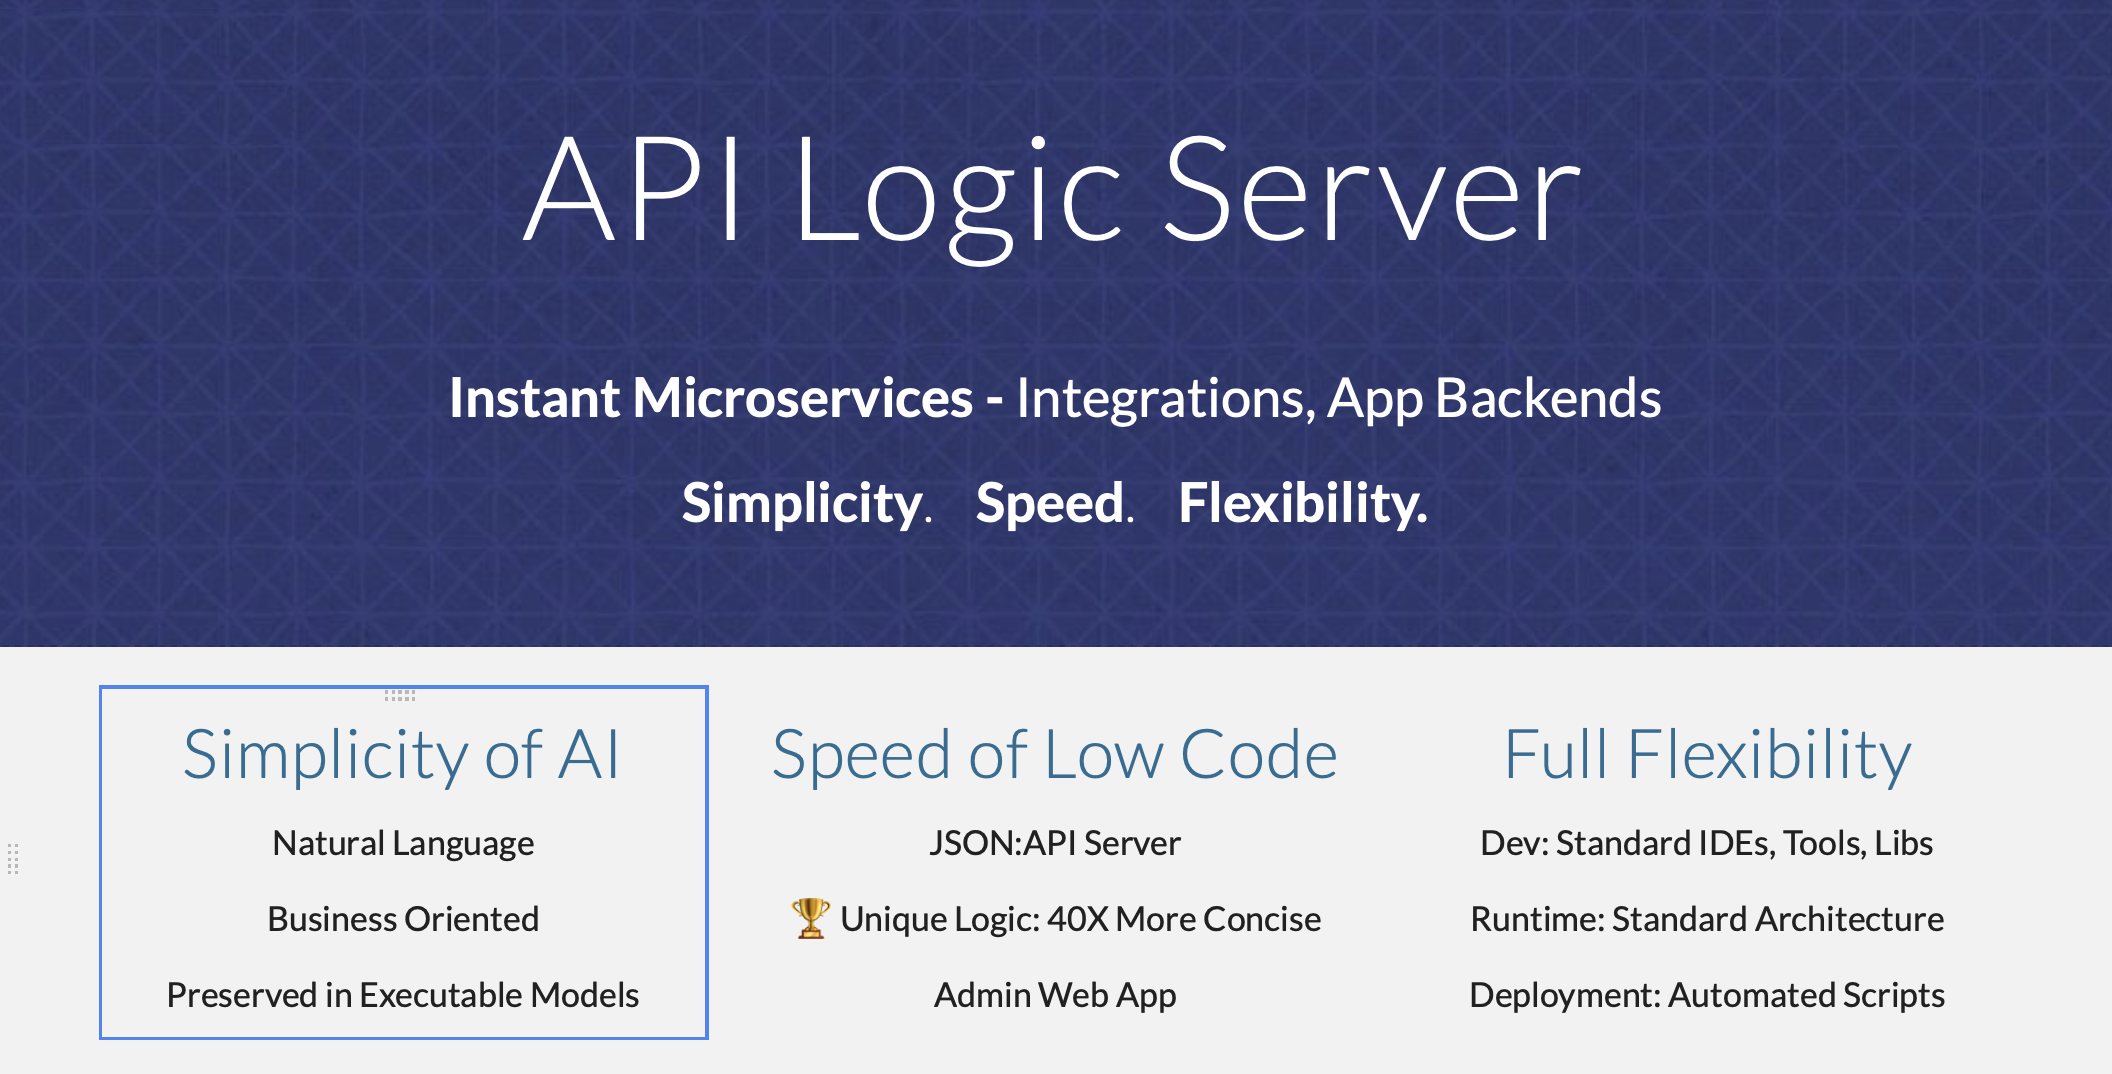 API Logic Server
Instant Microservices - Integrations, App Backends
Simplicity. Speed. Flexibility.
Simplicity of AI
Natural Language
Business Oriented
Preserved in Executable Models
Speed of Low Code
JSON:API Server
🏆 Unique Logic: 40X More Concise
Admin Web App
Full Flexibility
Dev: Standard IDEs, Tools, Libs
Runtime: Standard Architecture
Deployment: Automated Scripts